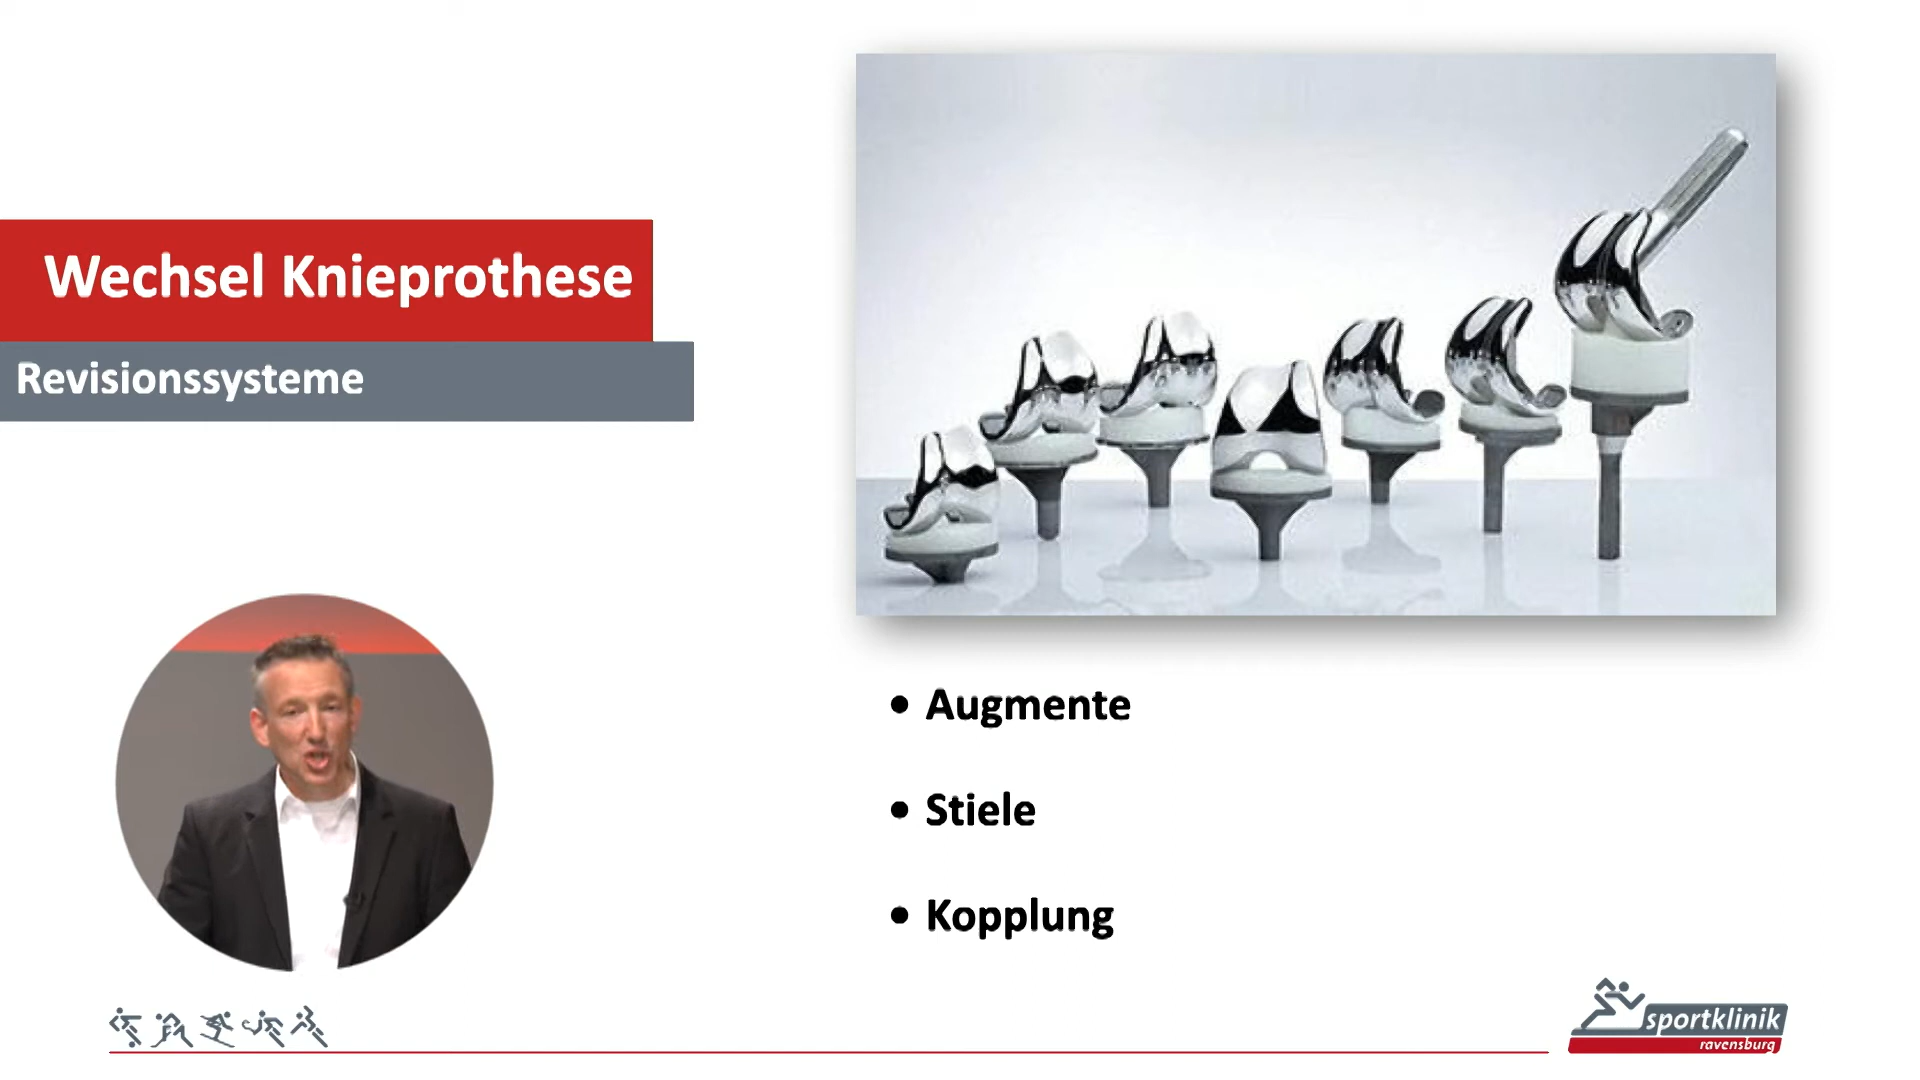 Wechsel Knieprothese
Revisionssysteme
• Augmente
• Stiele
• Kopplung
sportklinik
ravensburg